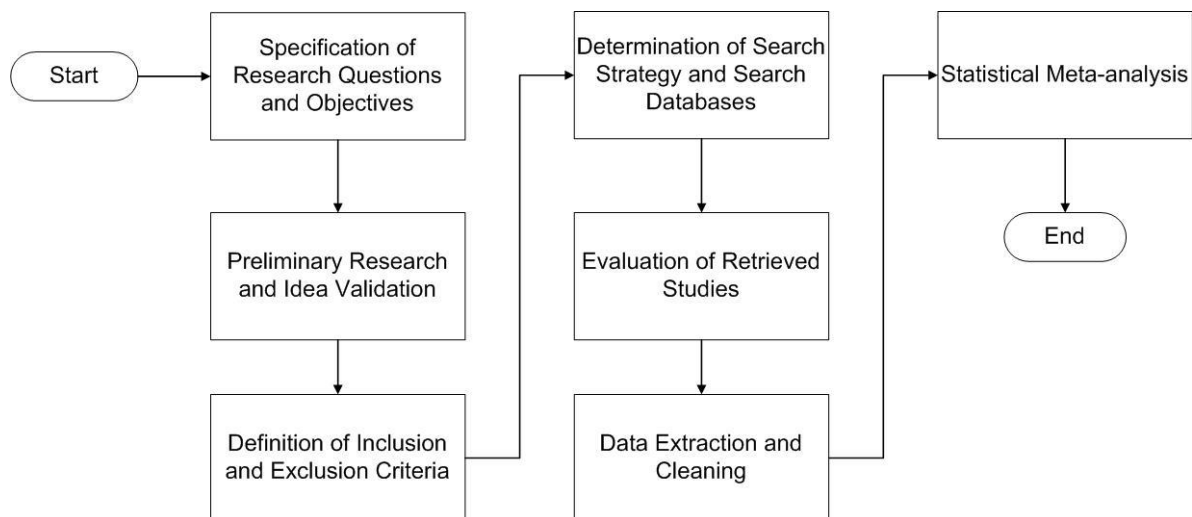 Start
Specification of
Research Questions
and Objectives
Preliminary Research
and Idea Validation
Definition of Inclusion
and Exclusion Criteria
Determination of Search
Strategy and Search
Databases
Evaluation of Retrieved
Studies
Data Extraction and
Cleaning
Statistical Meta-analysis
End